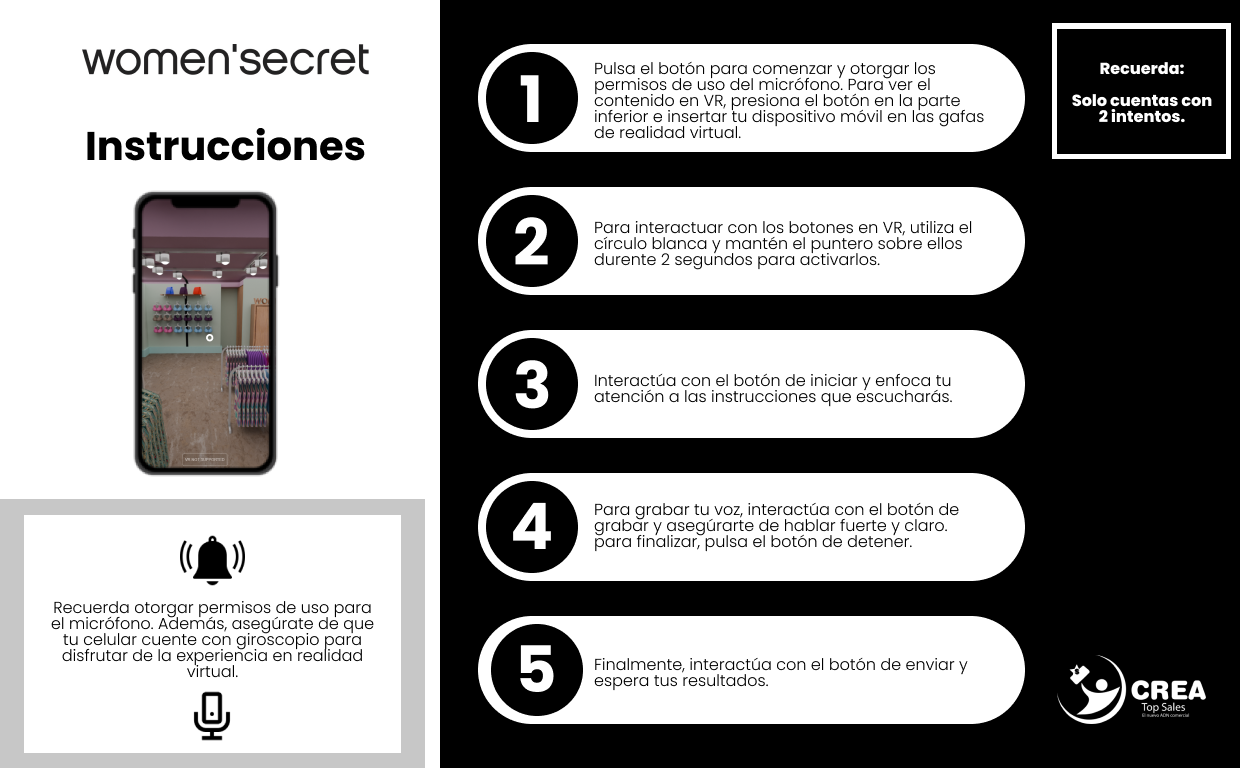 women'secret
Instrucciones
WO
VR NOT SUPPORTED
Recuerda otorgar permisos de uso para
el micrófono. Además, asegúrate de que
tu celular cuente con giroscopio para
disfrutar de la experiencia en realidad
virtual.
1
Pulsa el botón para comenzar y otorgar los
permisos de uso del micrófono. Para ver el
contenido en VR, presiona el botón en la parte
inferior e insertar tu dispositivo móvil en las gafas
de realidad virtual.
2
Para interactuar con los botones en VR, utiliza el
círculo blanca y mantén el puntero sobre ellos
durente 2 segundos para activarlos.
3
Interactúa con el botón de iniciar y enfoca tu
atención a las instrucciones que escucharás.
4
Para grabar tu voz, interactúa con el botón de
grabar y asegúrarte de hablar fuerte y claro.
para finalizar, pulsa el botón de detener.
5
Finalmente, interactúa con el botón de enviar y
espera tus resultados.
Recuerda:
Solo cuentas con
2 intentos.
CREA
Top Sales
El nuevo ADN comercial